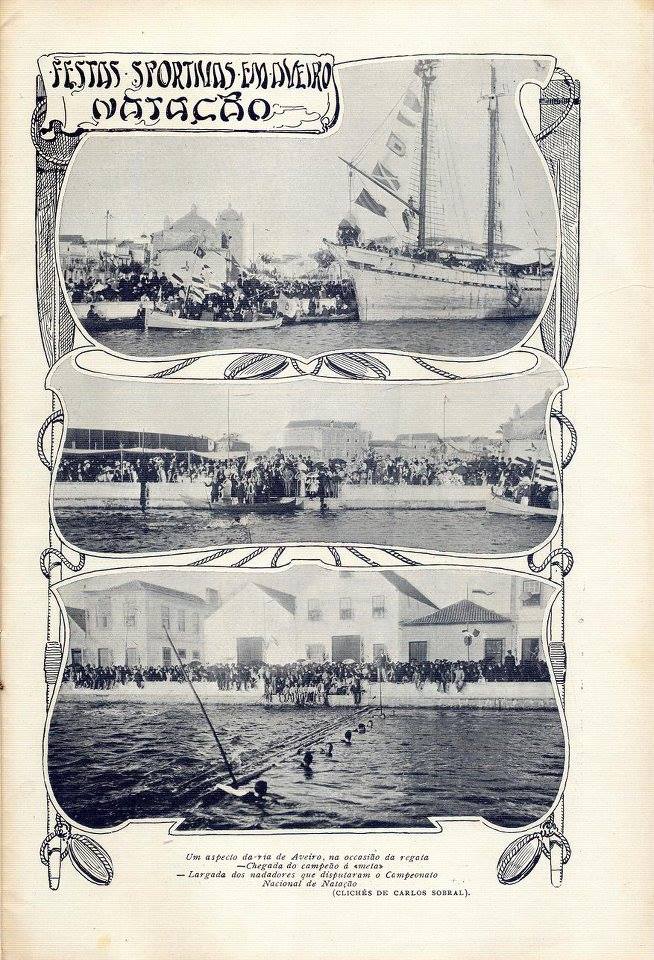 FESTAS · SPORTIVAS · EM · AVEIRO
NATAÇÃO
Um aspecto da ria de Aveiro, na occasião da regata
—Chegada do campeão á «meta»
— Largada dos nadadores que disputaram o Campeonato
Nacional de Natação
(CLICHÉS DE CARLOS SOBRAL).